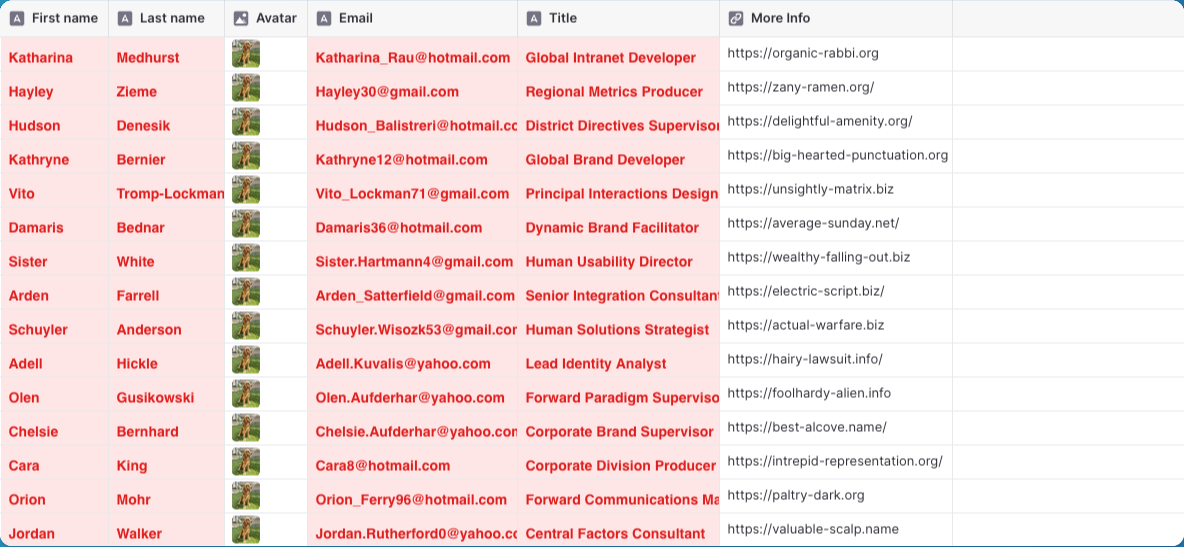 First name Last name Avatar Email Title More Info
Katharina Medhurst Katharina_Rau@hotmail.com Global Intranet Developer https://organic-rabbi.org
Hayley Zieme Hayley30@gmail.com Regional Metrics Producer https://zany-ramen.org/
Hudson Denesik Hudson_Balistreri@hotmail.cc District Directives Supervisor https://delightful-amenity.org/
Kathryne Bernier Kathryne12@hotmail.com Global Brand Developer https://big-hearted-punctuation.org
Vito Tromp-Lockman Vito_Lockman71@gmail.com Principal Interactions Design https://unsightly-matrix.biz
Damaris Bednar Damaris36@hotmail.com Dynamic Brand Facilitator https://average-sunday.net/
Sister White Sister.Hartmann4@gmail.com Human Usability Director https://wealthy-falling-out.biz
Arden Farrell Arden_Satterfield@gmail.com Senior Integration Consultant https://electric-script.biz/
Schuyler Anderson Schuyler.Wisozk53@gmail.cor Human Solutions Strategist https://actual-warfare.biz
Adell Hickle Adell.Kuvalis@yahoo.com Lead Identity Analyst https://hairy-lawsuit.info/
Olen Gusikowski Olen.Aufderhar@yahoo.com Forward Paradigm Superviso https://foolhardy-alien.info
Chelsie Bernhard Chelsie.Aufderhar@yahoo.con Corporate Brand Supervisor https://best-alcove.name/
Cara King Cara8@hotmail.com Corporate Division Producer https://intrepid-representation.org/
Orion Mohr Orion_Ferry96@hotmail.com Forward Communications Ma https://paltry-dark.org
Jordan Walker Jordan.Rutherford0@yahoo.cc Central Factors Consultant https://valuable-scalp.name